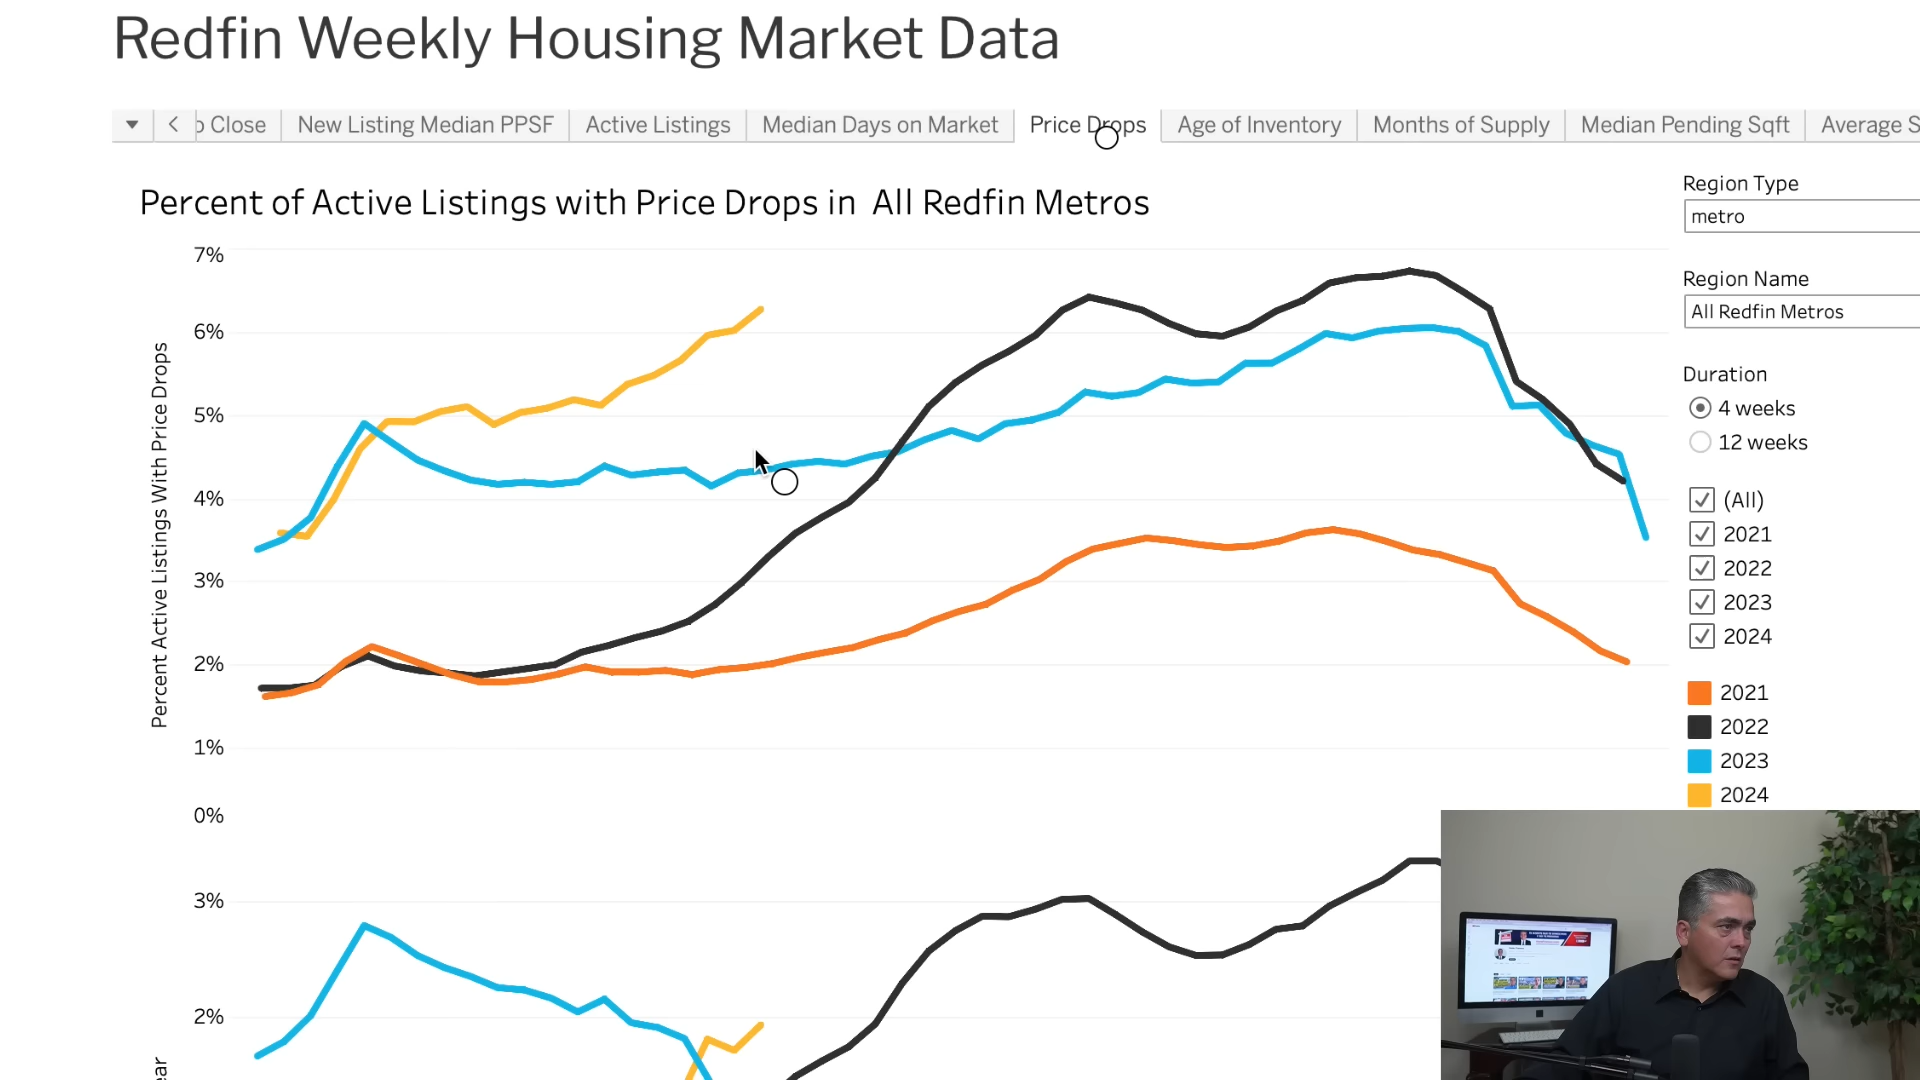 Redfin Weekly Housing Market Data
o Close
New Listing Median PPSF
Active Listings
Median Days on Market
Price Drops
Age of Inventory
Months of Supply
Median Pending Sqft
Average S
Percent of Active Listings with Price Drops in All Redfin Metros
Region Type
metro
Region Name
All Redfin Metros
Duration
4 weeks
12 weeks
(All)
2021
2022
2023
2024
2021
2022
2023
2024
Percent Active Listings With Price Drops
7%
6%
5%
4%
3%
2%
1%
0%
3%
2%
ear